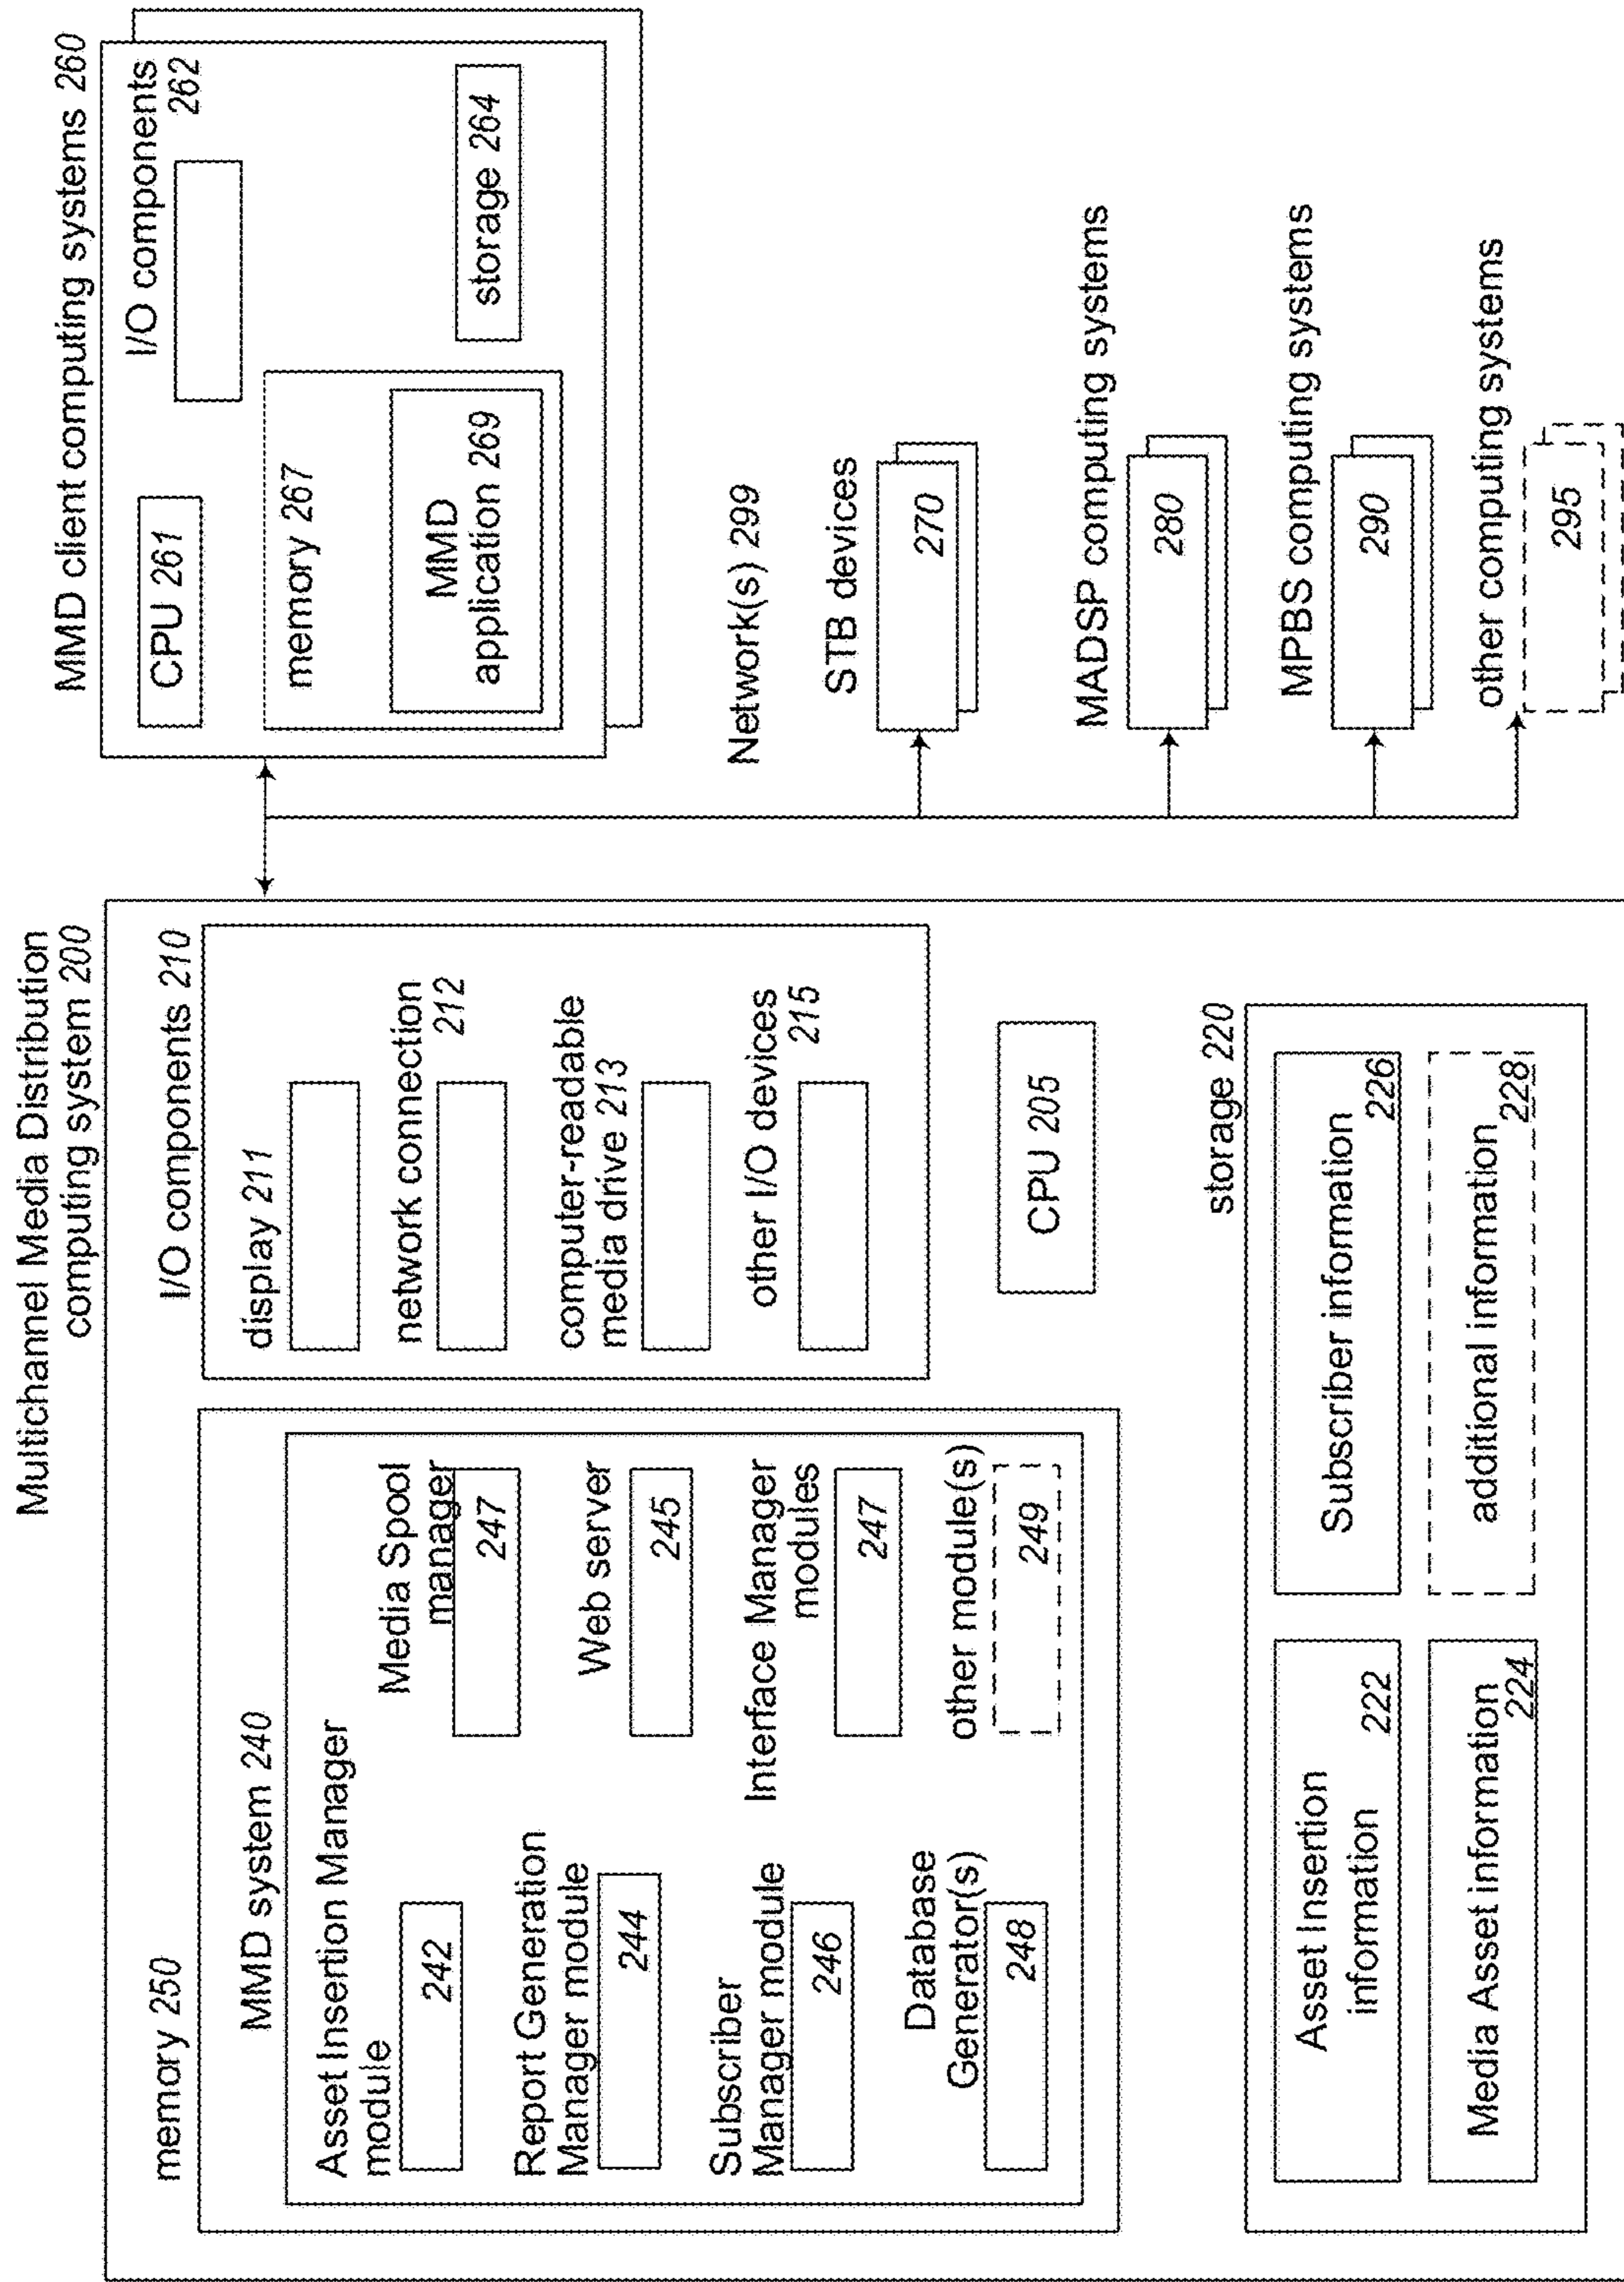 Multichannel Media Distribution
computing system 200
memory 250
MMD system 240
Asset Insertion Manager
module
242
Report Generation
Manager module
244
Subscriber
Manager module
246
Database
Generator(s)
248
Media Spool
manager
247
Web server
245
Interface Manager
modules
247
other module(s)
249
I/O components 210
display 211
network connection
212
computer-readable
media drive 213
other I/O devices
215
CPU 205
storage 220
Asset Insertion
information
222
Media Asset information
224
Subscriber information
226
additional information
228
MMD client computing systems 260
CPU 261
I/O components
262
memory 267
MMD
application 269
storage 264
Network(s) 299
STB devices
270
MADSP computing systems
280
MPBS computing systems
290
other computing systems
295